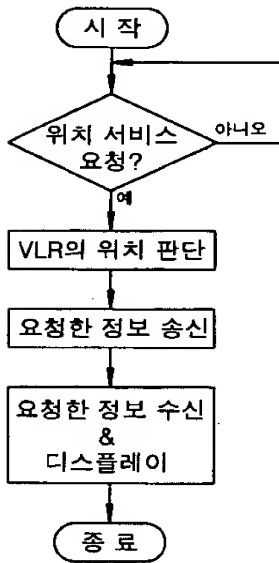 시 작
위치 서비스
요청?
아니오
예
VLR의 위치 판단
요청한 정보 송신
요청한 정보 수신
&
디스플레이
종 료